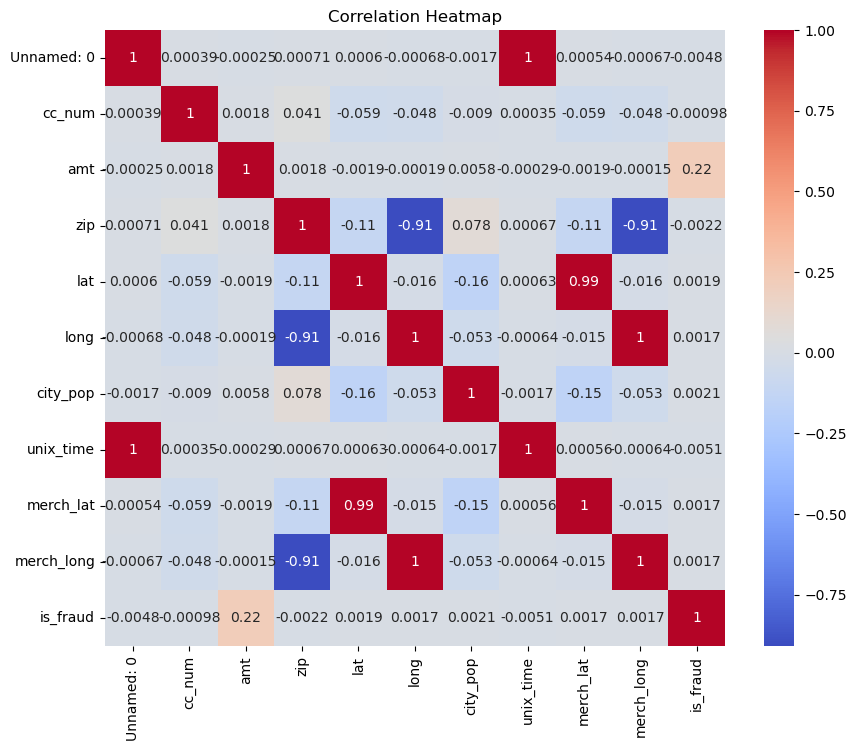 Correlation Heatmap
Unnamed: 0 1 0.00039 -0.00025 0.00071 0.0006 -0.00068 -0.0017 1 0.00054 -0.00067 -0.0048
cc_num 0.00039 1 0.0018 0.041 -0.059 -0.048 -0.009 0.00035 -0.059 -0.048 -0.00098
amt -0.00025 0.0018 1 0.0018 -0.0019 -0.00019 0.0058 -0.00029 -0.0019 -0.00015 0.22
zip 0.00071 0.041 0.0018 1 -0.11 -0.91 0.078 0.00067 -0.11 -0.91 -0.0022
lat 0.0006 -0.059 -0.0019 -0.11 1 -0.016 -0.16 0.00063 0.99 -0.016 0.0019
long -0.00068 -0.048 -0.00019 -0.91 -0.016 1 -0.053 -0.00064 -0.015 1 0.0017
city_pop -0.0017 -0.009 0.0058 0.078 -0.16 -0.053 1 -0.0017 -0.15 -0.053 0.0021
unix_time 1 0.00035 -0.00029 0.00067 0.00063 -0.00064 -0.0017 1 0.00056 -0.00064 -0.0051
merch_lat 0.00054 -0.059 -0.0019 -0.11 0.99 -0.015 -0.15 0.00056 1 -0.015 0.0017
merch_long -0.00067 -0.048 -0.00015 -0.91 -0.016 1 -0.053 -0.00064 -0.015 1 0.0017
is_fraud -0.0048 -0.00098 0.22 -0.0022 0.0019 0.0017 0.0021 -0.0051 0.0017 0.0017 1
Unnamed: 0
cc_num
amt
zip
lat
long
city_pop
unix_time
merch_lat
merch_long
is_fraud
1.00
0.75
0.50
0.25
0.00
−0.25
−0.50
−0.75